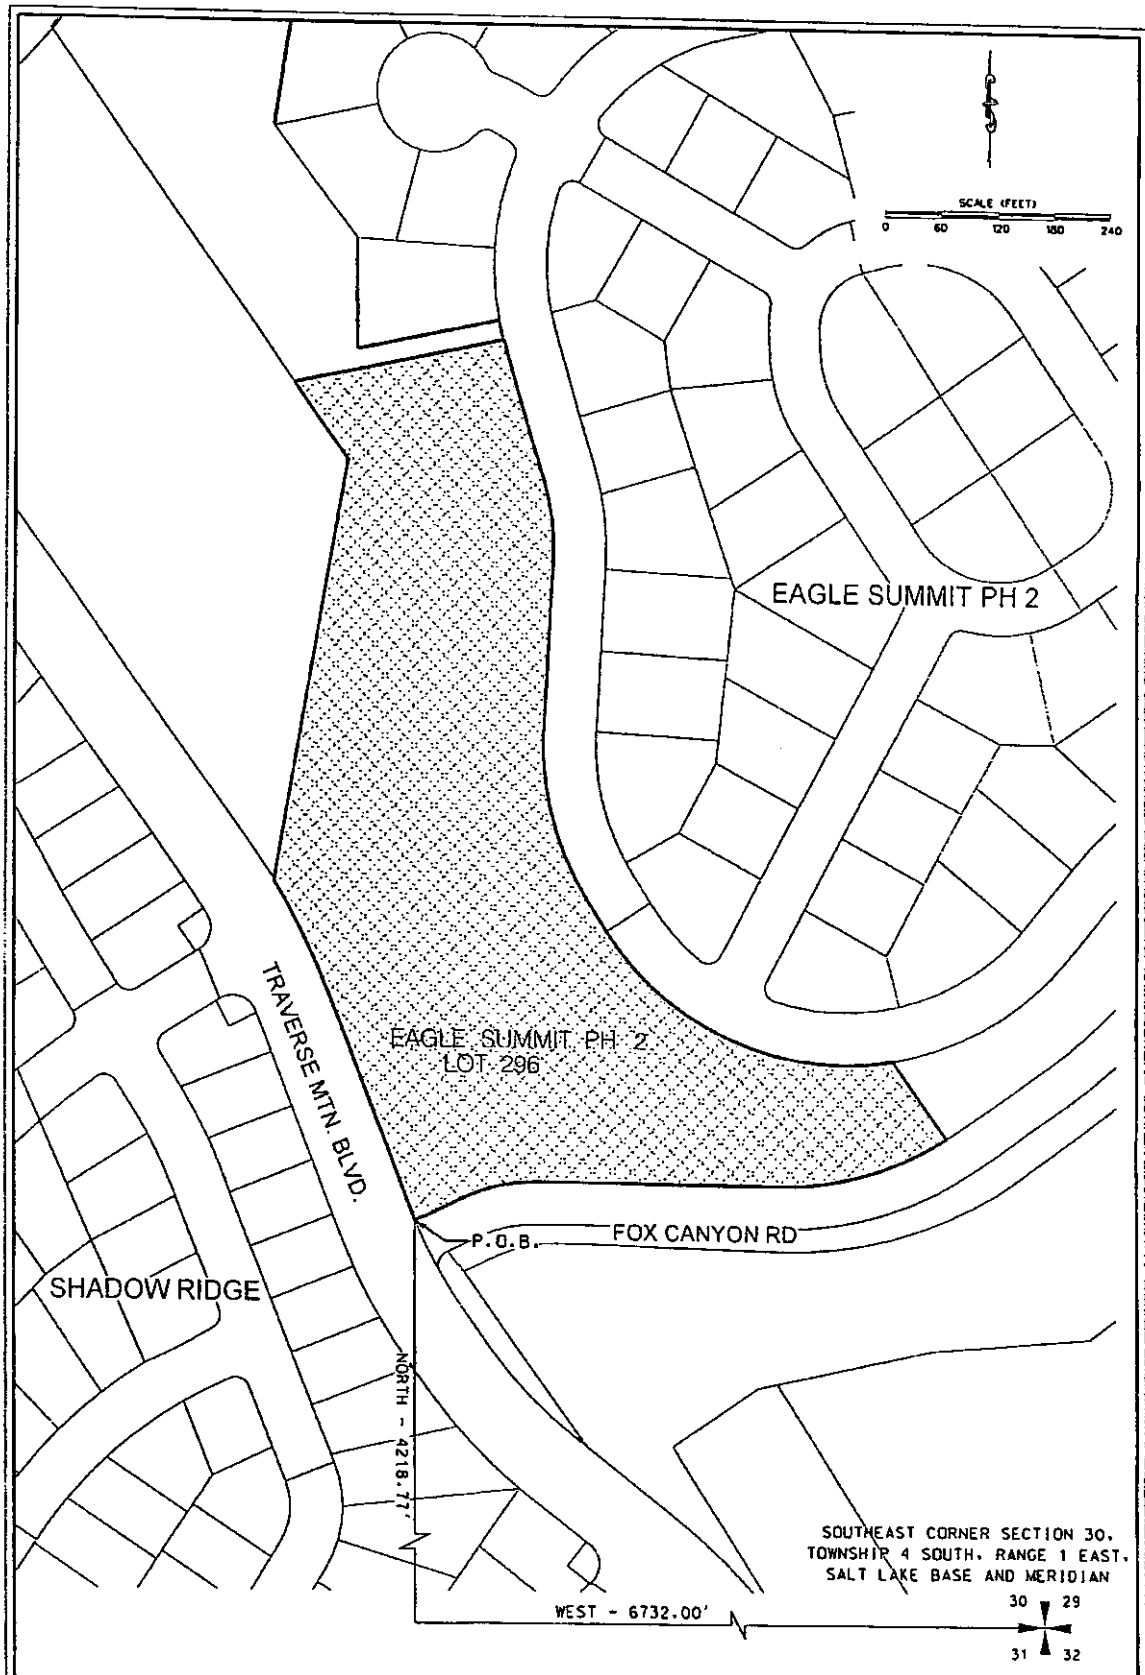 SCALE (FEET)
0 60 120 180 240
EAGLE SUMMIT PH 2
TRAVERSE MTN. BLVD.
EAGLE SUMMIT PH 2
LOT 296
P.O.B.
FOX CANYON RD
SHADOW RIDGE
NORTH - 4218.77'
SOUTHEAST CORNER SECTION 30,
TOWNSHIP 4 SOUTH, RANGE 1 EAST,
SALT LAKE BASE AND MERIDIAN
30 29
WEST - 6732.00'
31 32